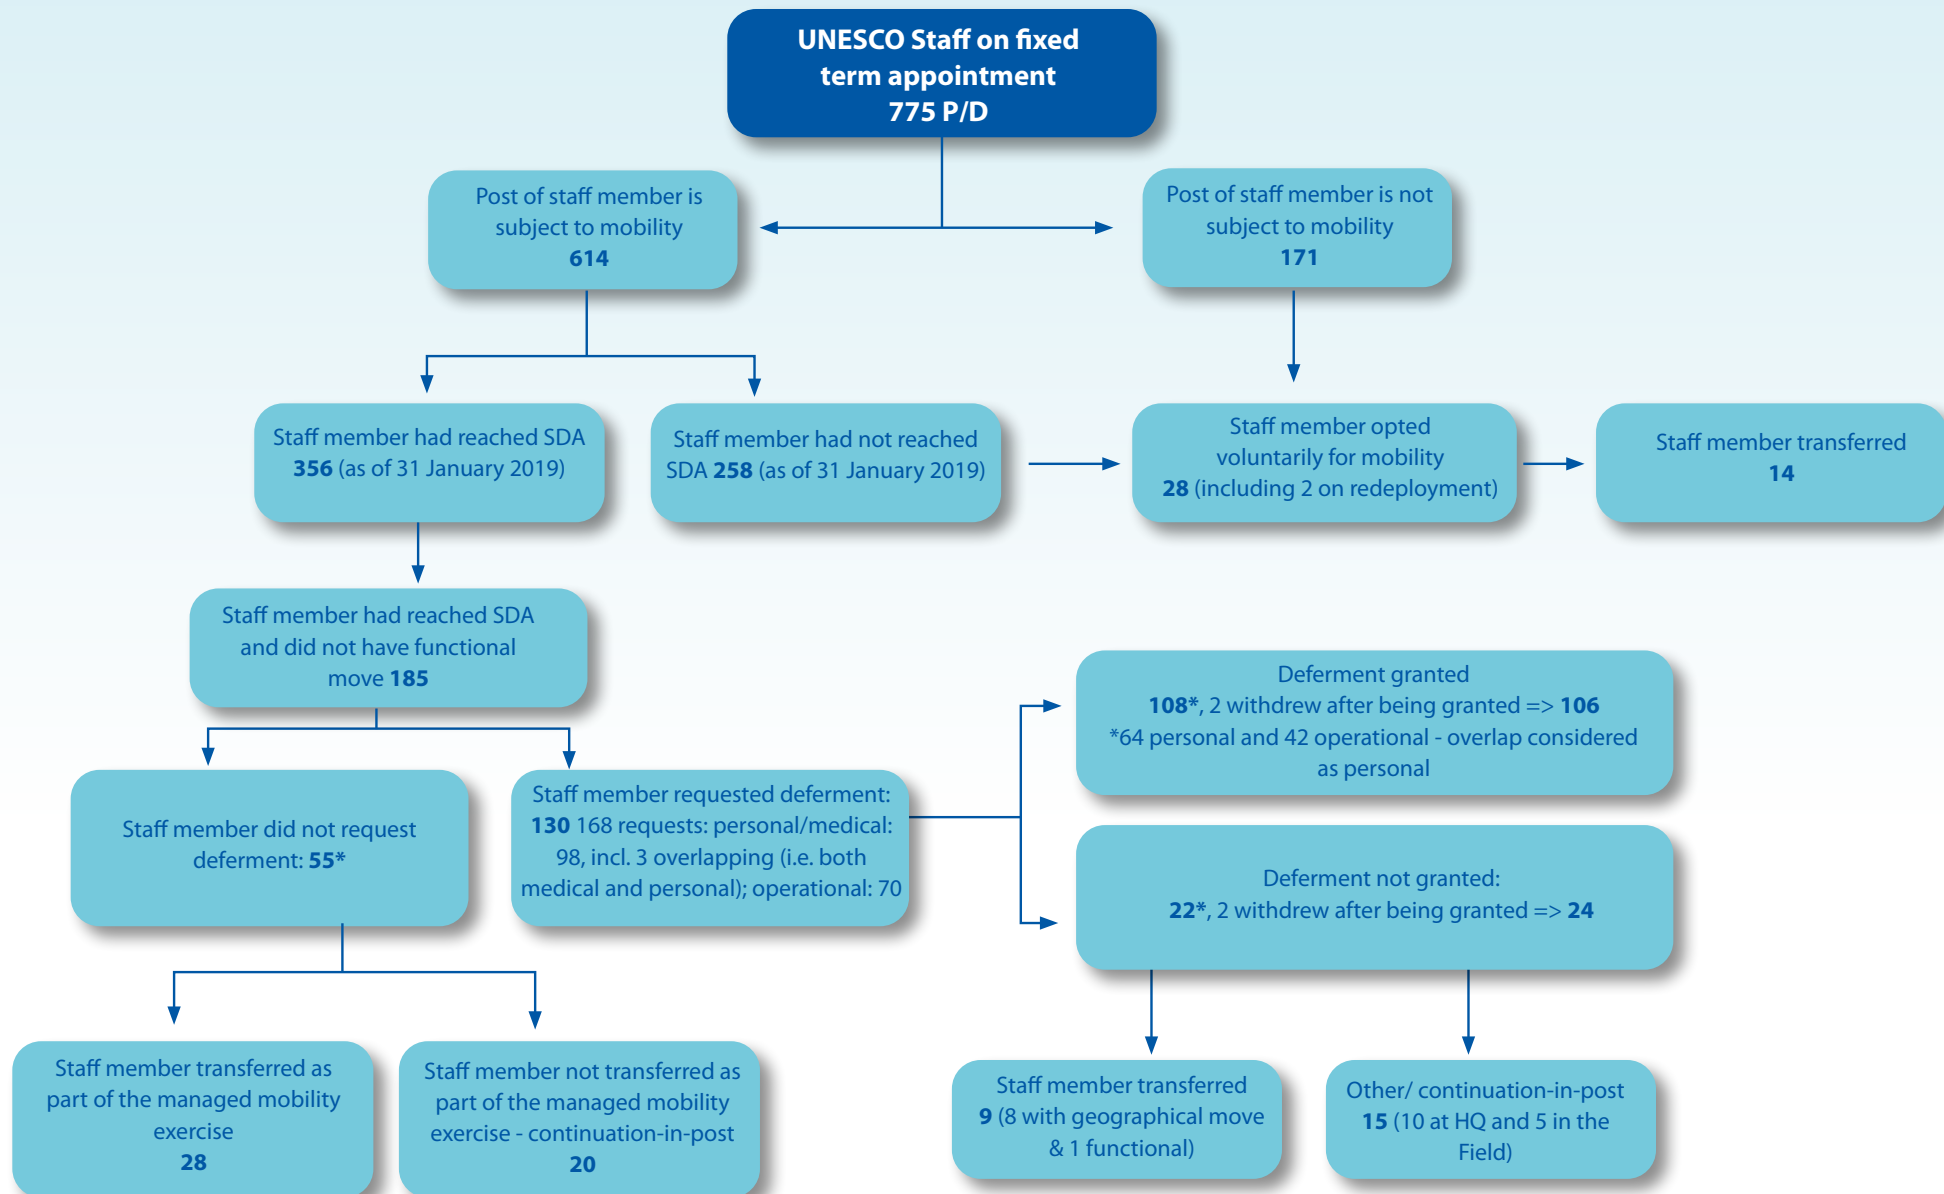 UNESCO Staff on fixed
term appointment
775 P/D
Post of staff member is
subject to mobility
614
Post of staff member is not
subject to mobility
171
Staff member had reached SDA
356 (as of 31 January 2019)
Staff member had not reached
SDA 258 (as of 31 January 2019)
Staff member opted
voluntarily for mobility
28 (including 2 on redeployment)
Staff member transferred
14
Staff member had reached SDA
and did not have functional
move 185
Staff member did not request
deferment: 55*
Staff member requested deferment:
130 168 requests: personal/medical:
98, incl. 3 overlapping (i.e. both
medical and personal); operational: 70
Deferment granted
108*, 2 withdrew after being granted => 106
*64 personal and 42 operational - overlap considered
as personal
Deferment not granted:
22*, 2 withdrew after being granted => 24
Staff member transferred as
part of the managed mobility
exercise
28
Staff member not transferred as
part of the managed mobility
exercise - continuation-in-post
20
Staff member transferred
9 (8 with geographical move
& 1 functional)
Other/ continuation-in-post
15 (10 at HQ and 5 in the
Field)